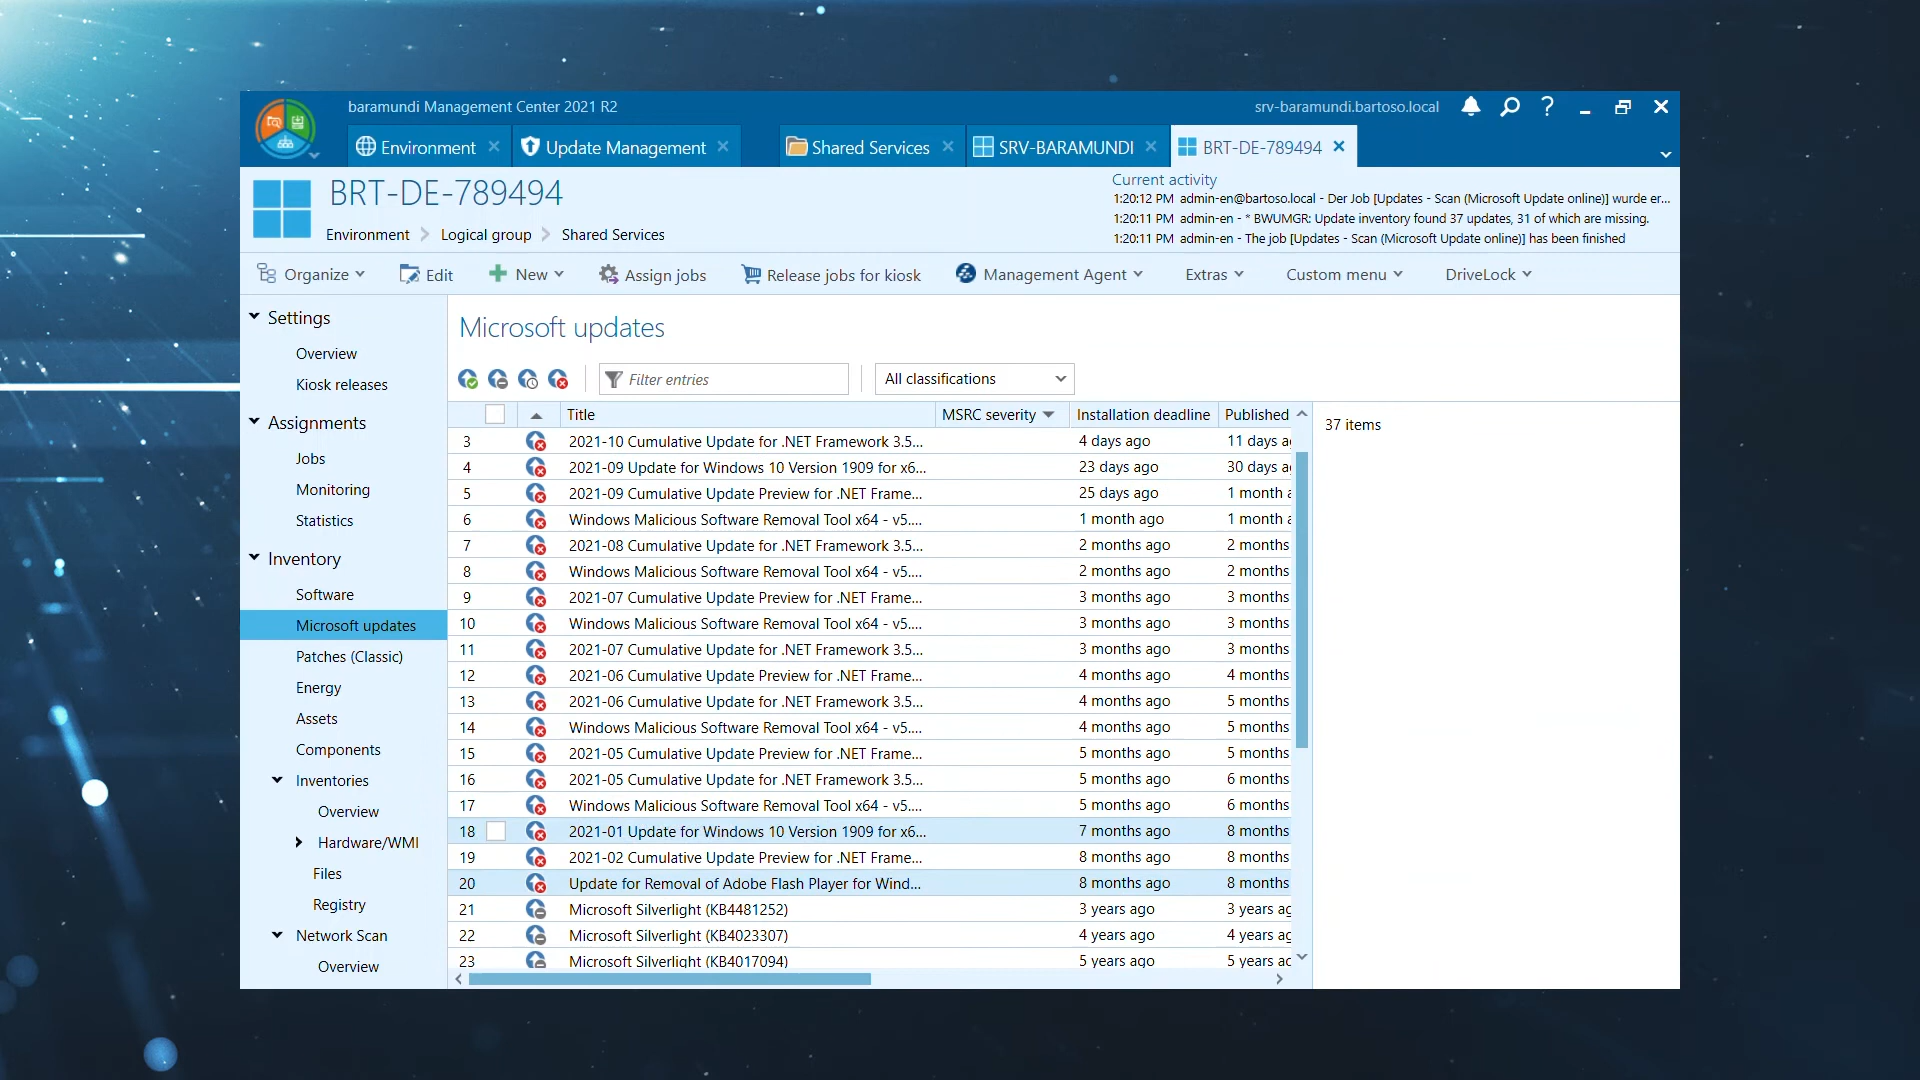 baramundi Management Center 2021 R2
srv-baramundi.bartoso.local
Environment
Update Management
Shared Services
SRV-BARAMUNDI
BRT-DE-789494
BRT-DE-789494
Environment
Logical group
Shared Services
Current activity
1:20:12 PM admin-en@bartoso.local - Der Job [Updates - Scan (Microsoft Update online)] wurde er...
1:20:11 PM admin-en - * BWUMGR: Update inventory found 37 updates, 31 of which are missing.
1:20:11 PM admin-en - The job [Updates - Scan (Microsoft Update online)] has been finished
Organize
Edit
New
Assign jobs
Release jobs for kiosk
Management Agent
Extras
Custom menu
DriveLock
Settings
Overview
Kiosk releases
Assignments
Jobs
Monitoring
Statistics
Inventory
Software
Microsoft updates
Patches (Classic)
Energy
Assets
Components
Inventories
Overview
Hardware/WMI
Files
Registry
Network Scan
Overview
Microsoft updates
Filter entries
All classifications
Title MSRC severity Installation deadline Published
3 2021-10 Cumulative Update for .NET Framework 3.5... 4 days ago 11 days a
4 2021-09 Update for Windows 10 Version 1909 for x6... 23 days ago 30 days a
5 2021-09 Cumulative Update Preview for .NET Frame... 25 days ago 1 month a
6 Windows Malicious Software Removal Tool x64 - v5.... 1 month ago 1 month a
7 2021-08 Cumulative Update for .NET Framework 3.5... 2 months ago 2 months
8 Windows Malicious Software Removal Tool x64 - v5.... 2 months ago 2 months
9 2021-07 Cumulative Update Preview for .NET Frame... 3 months ago 3 months
10 Windows Malicious Software Removal Tool x64 - v5.... 3 months ago 3 months
11 2021-07 Cumulative Update for .NET Framework 3.5... 3 months ago 3 months
12 2021-06 Cumulative Update Preview for .NET Frame... 4 months ago 4 months
13 2021-06 Cumulative Update for .NET Framework 3.5... 4 months ago 5 months
14 Windows Malicious Software Removal Tool x64 - v5.... 4 months ago 5 months
15 2021-05 Cumulative Update Preview for .NET Frame... 5 months ago 5 months
16 2021-05 Cumulative Update for .NET Framework 3.5... 5 months ago 6 months
17 Windows Malicious Software Removal Tool x64 - v5.... 5 months ago 6 months
18 2021-01 Update for Windows 10 Version 1909 for x6... 7 months ago 8 months
19 2021-02 Cumulative Update Preview for .NET Frame... 8 months ago 8 months
20 Update for Removal of Adobe Flash Player for Wind... 8 months ago 8 months
21 Microsoft Silverlight (KB4481252) 3 years ago 3 years ag
22 Microsoft Silverlight (KB4023307) 4 years ago 4 years ag
23 Microsoft Silverlight (KB4017094) 5 years ago 5 years ag
37 items